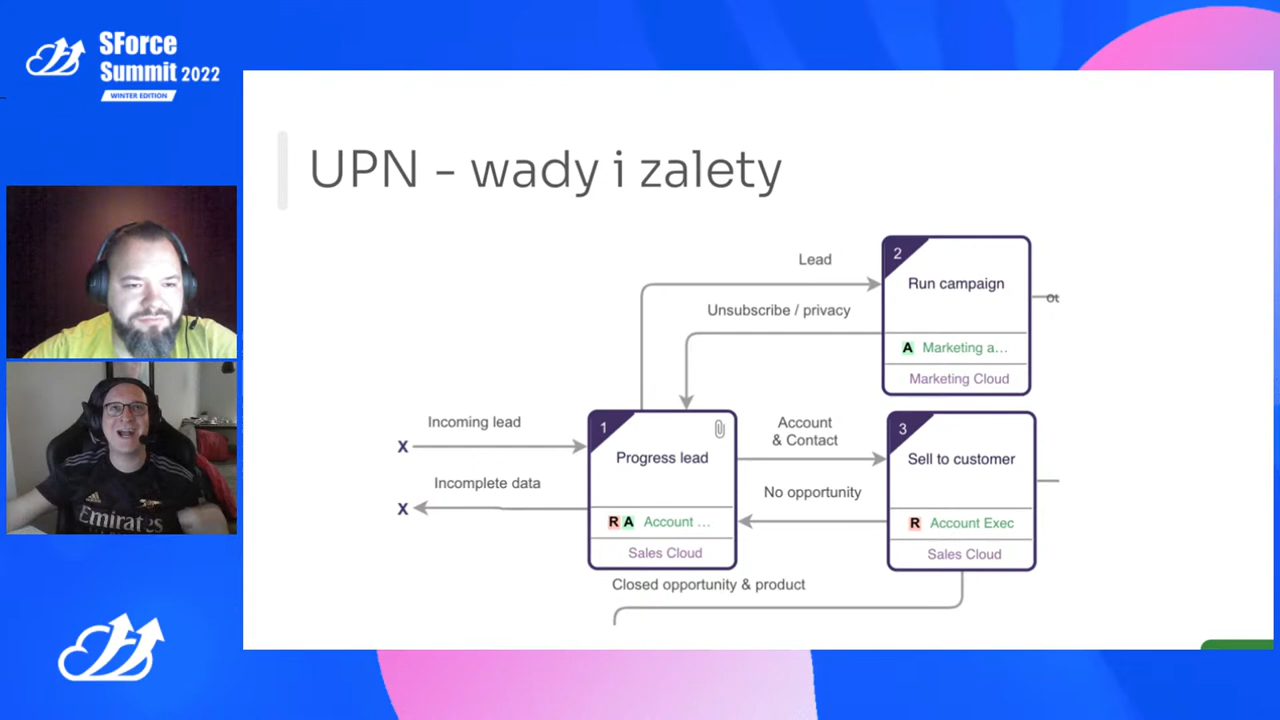 SForce
Summit 2022
WINTER EDITION
UPN - wady i zalety
Lead
Unsubscribe / privacy
2
Run campaign
A Marketing a...
Marketing Cloud
Incoming lead
X
Incomplete data
X
1
Progress lead
R A Account ...
Sales Cloud
Account
& Contact
No opportunity
3
Sell to customer
R Account Exec
Sales Cloud
Closed opportunity & product
adidas
Emirates